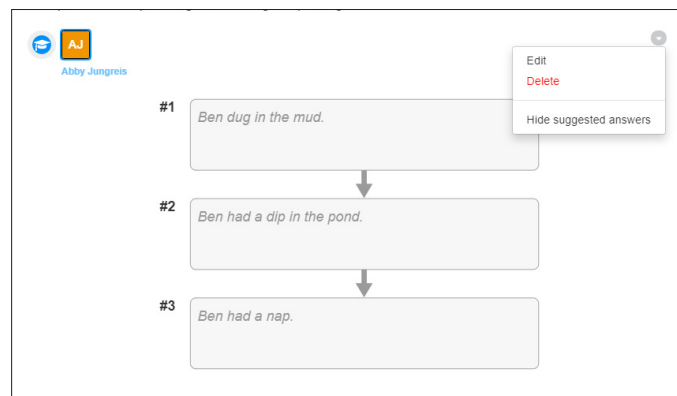 AJ
Abby Jungreis
Edit
Delete
Hide suggested answers
#1
Ben dug in the mud.
#2
Ben had a dip in the pond.
#3
Ben had a nap.